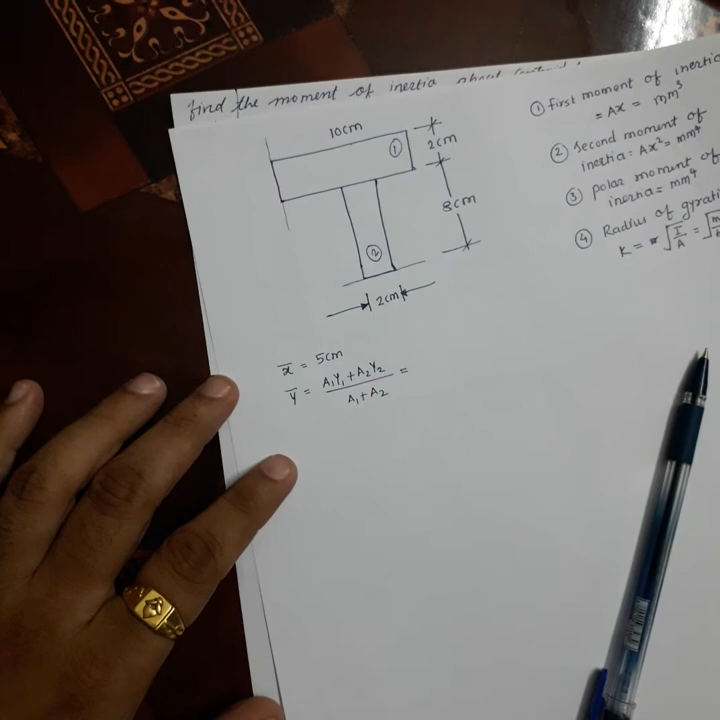 find the moment of inertia about
10cm
①
2cm
8cm
②
2cm
x̄ = 5cm
ȳ = A₁Y₁ + A₂Y₂ / A₁ + A₂ =
① first moment of inertia
= Ax = mm³
② second moment of
inertia = Ax² = mm⁴
③ polar moment of
inertia = mm⁴
④ Radius of
K = √I/A = √